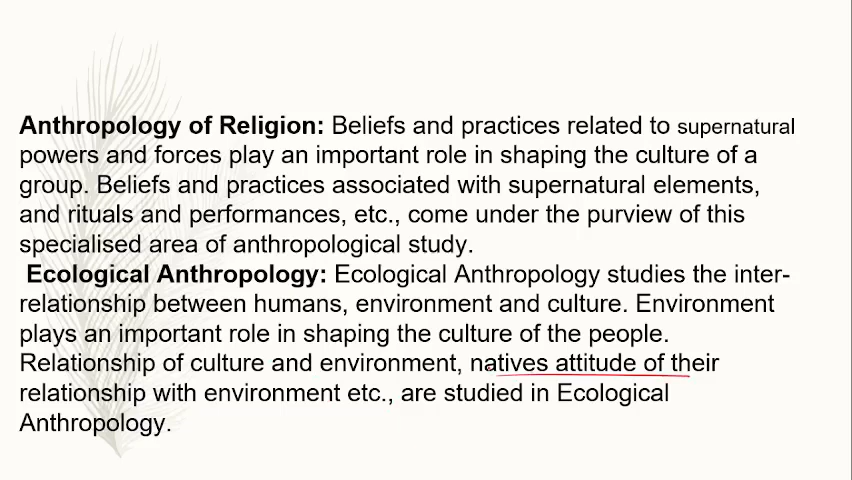 Anthropology of Religion: Beliefs and practices related to supernatural
powers and forces play an important role in shaping the culture of a
group. Beliefs and practices associated with supernatural elements,
and rituals and performances, etc., come under the purview of this
specialised area of anthropological study.
Ecological Anthropology: Ecological Anthropology studies the inter-
relationship between humans, environment and culture. Environment
plays an important role in shaping the culture of the people.
Relationship of culture and environment, natives attitude of their
relationship with environment etc., are studied in Ecological
Anthropology.